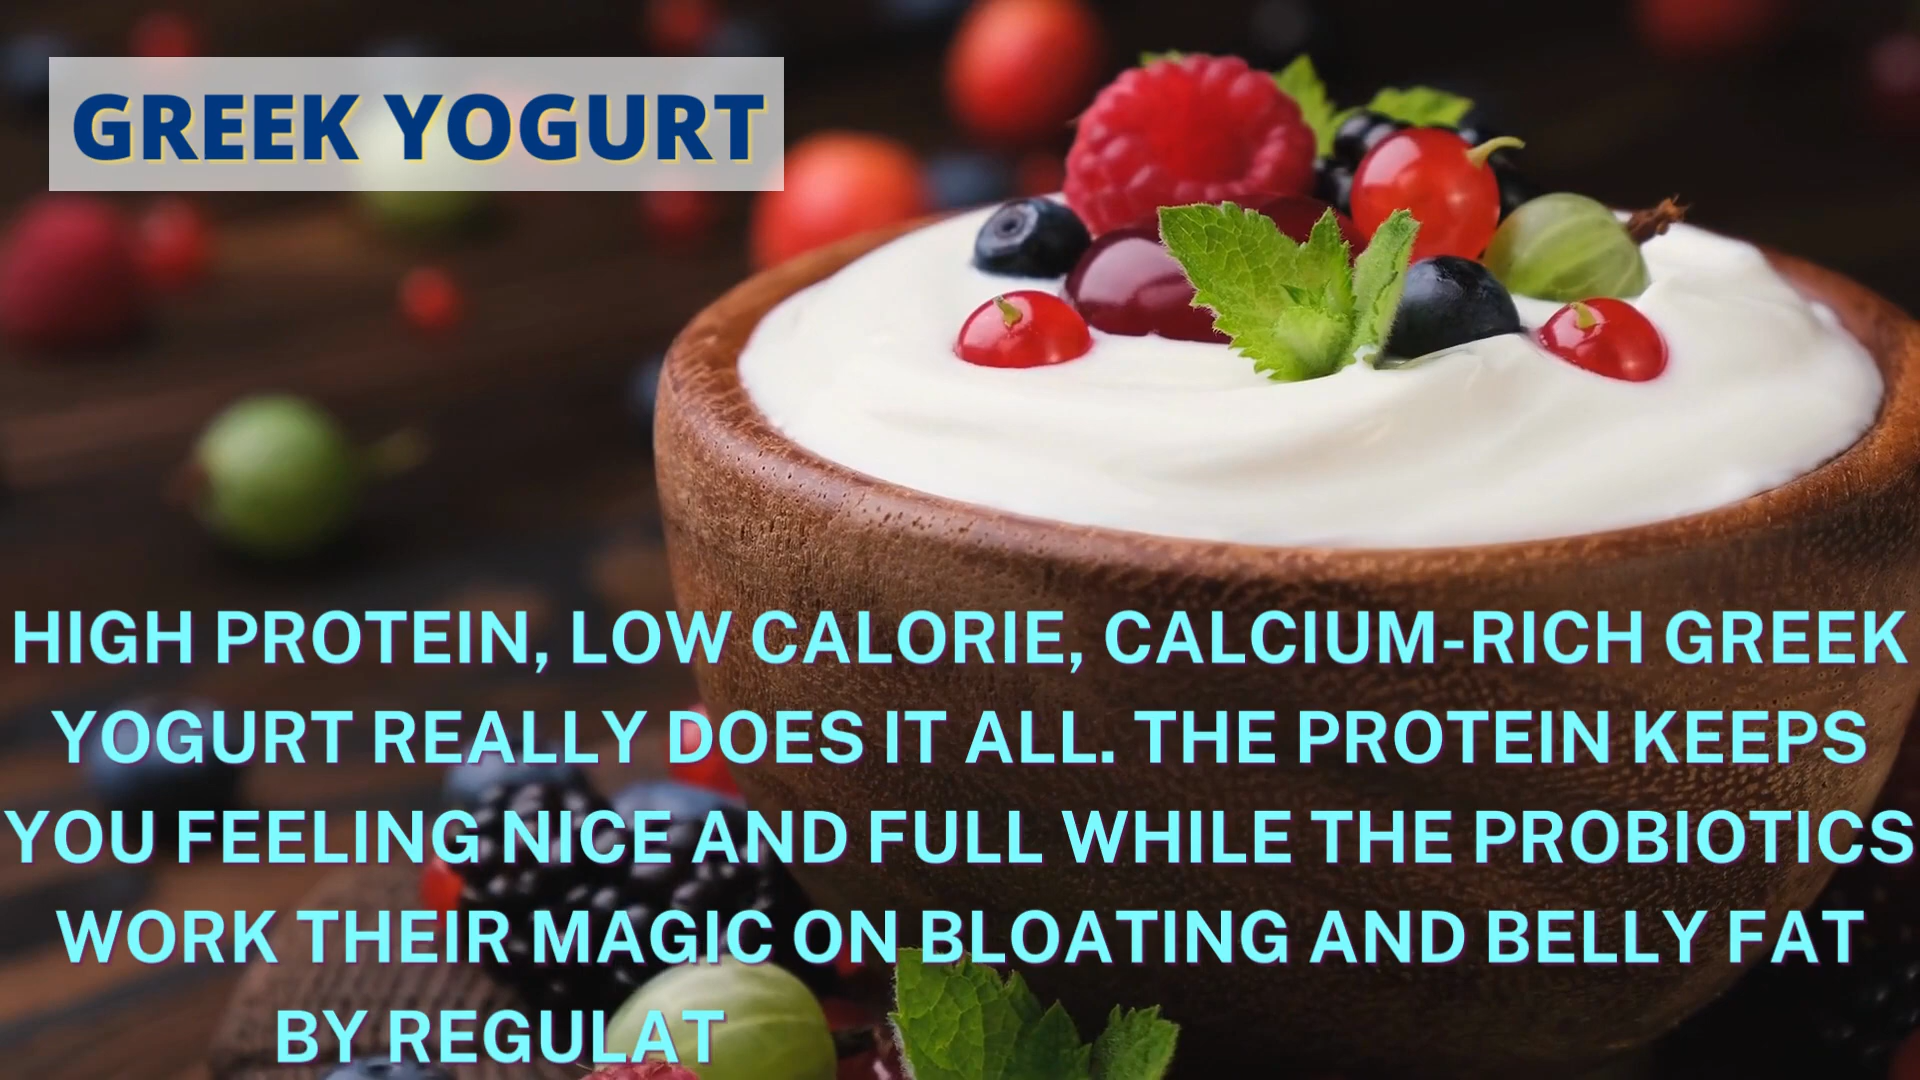 GREEK YOGURT
HIGH PROTEIN, LOW CALORIE, CALCIUM-RICH GREEK
YOGURT REALLY DOES IT ALL. THE PROTEIN KEEPS
YOU FEELING NICE AND FULL WHILE THE PROBIOTICS
WORK THEIR MAGIC ON BLOATING AND BELLY FAT
BY REGULAT